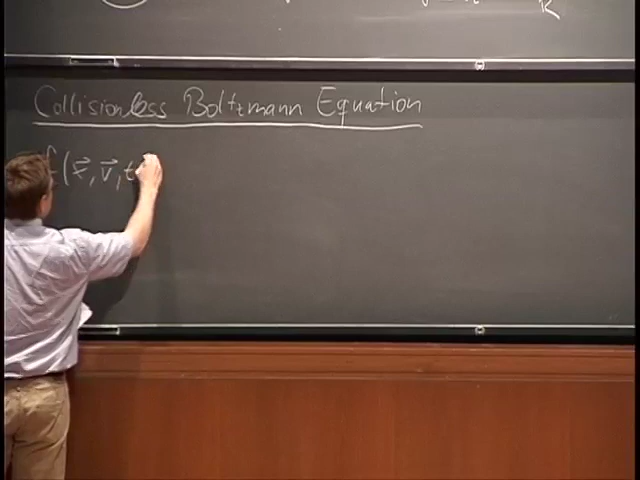 Collisionless Boltzmann Equation
f(x⃗, v⃗, t